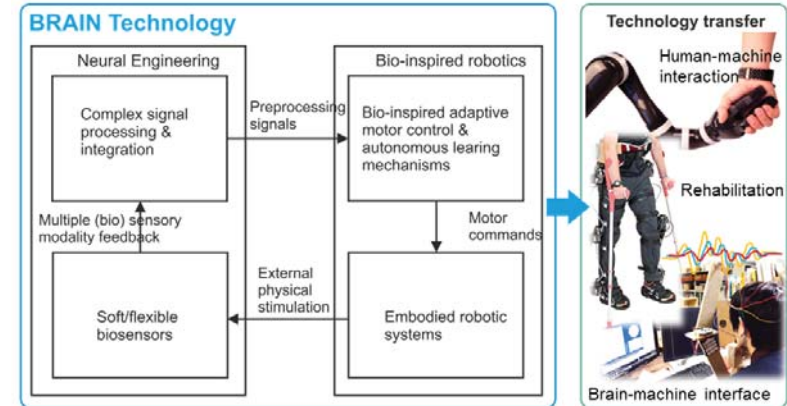 BRAIN Technology
Neural Engineering
Complex signal
processing &
integration
Preprocessing
signals
Bio-inspired robotics
Bio-inspired adaptive
motor control &
autonomous learing
mechanisms
Multiple (bio) sensory
modality feedback
Motor
commands
Soft/flexible
biosensors
External
physical
stimulation
Embodied robotic
systems
Technology transfer
Human-machine
interaction
Rehabilitation
Brain-machine interface